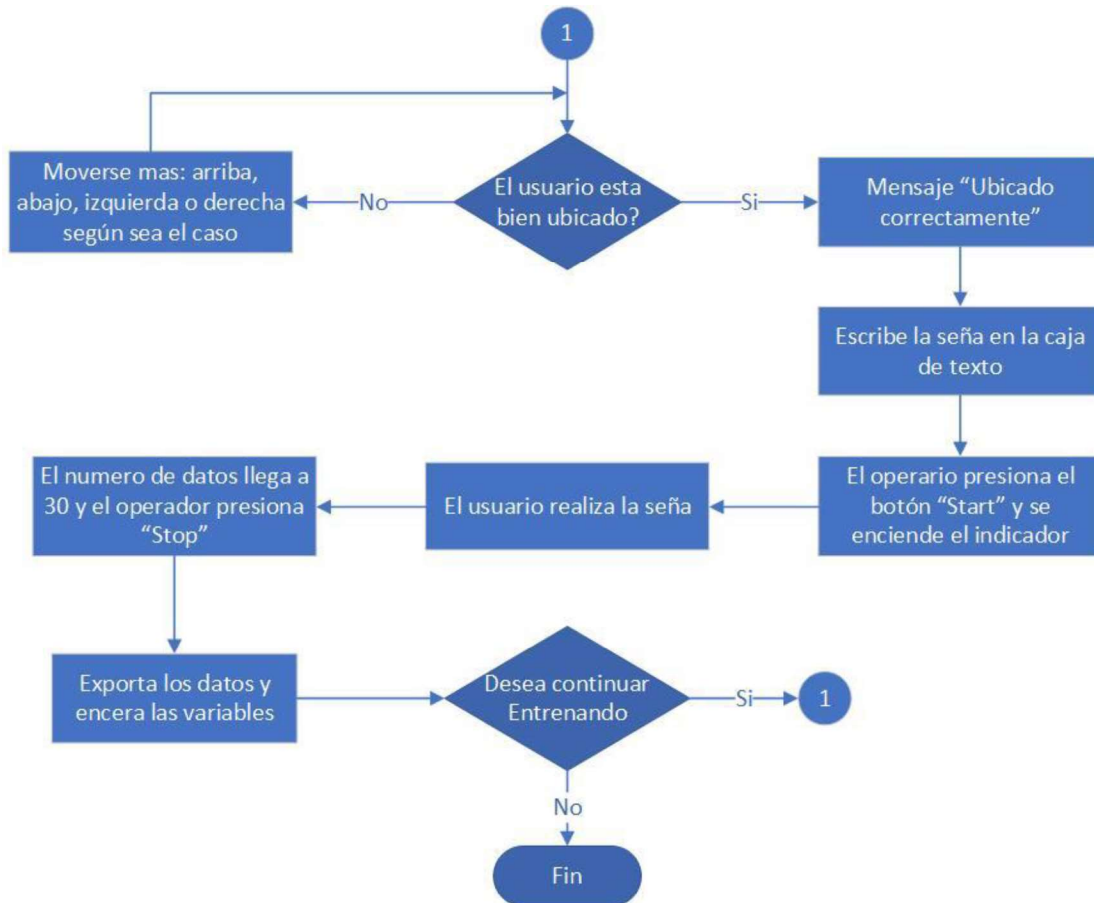 1
Moverse mas: arriba,
abajo, izquierda o derecha
según sea el caso
No
El usuario esta
bien ubicado?
Si
Mensaje “Ubicado
correctamente”
Escribe la seña en la caja
de texto
El operario presiona el
botón “Start” y se
enciende el indicador
El usuario realiza la seña
El numero de datos llega a
30 y el operador presiona
“Stop”
Exporta los datos y
encera las variables
Desea continuar
Entrenando
Si
1
No
Fin